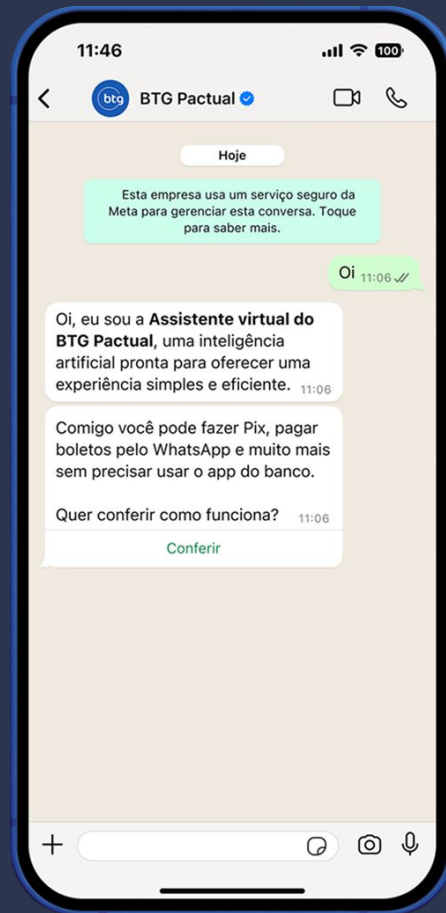 11:46
100
btg
BTG Pactual
Hoje
Esta empresa usa um serviço seguro da
Meta para gerenciar esta conversa. Toque
para saber mais.
Oi 11:06
Oi, eu sou a Assistente virtual do
BTG Pactual, uma inteligência
artificial pronta para oferecer uma
experiência simples e eficiente. 11:06
Comigo você pode fazer Pix, pagar
boletos pelo WhatsApp e muito mais
sem precisar usar o app do banco.
Quer conferir como funciona? 11:06
Conferir